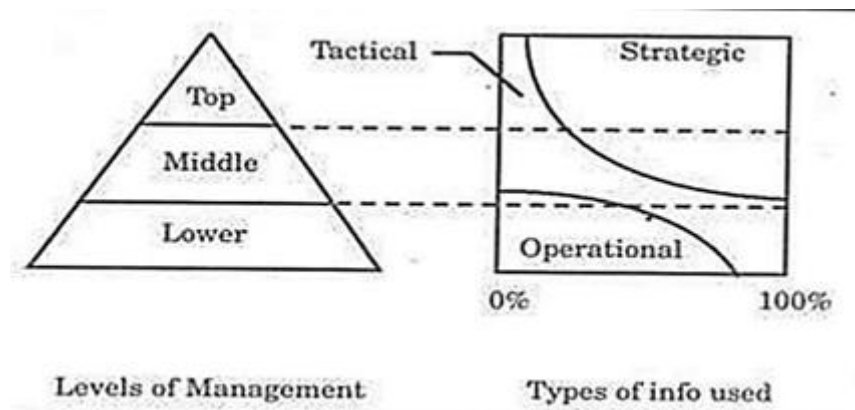 Tactical
Strategic
Top
Middle
Lower
Operational
0%
100%
Levels of Management
Types of info used